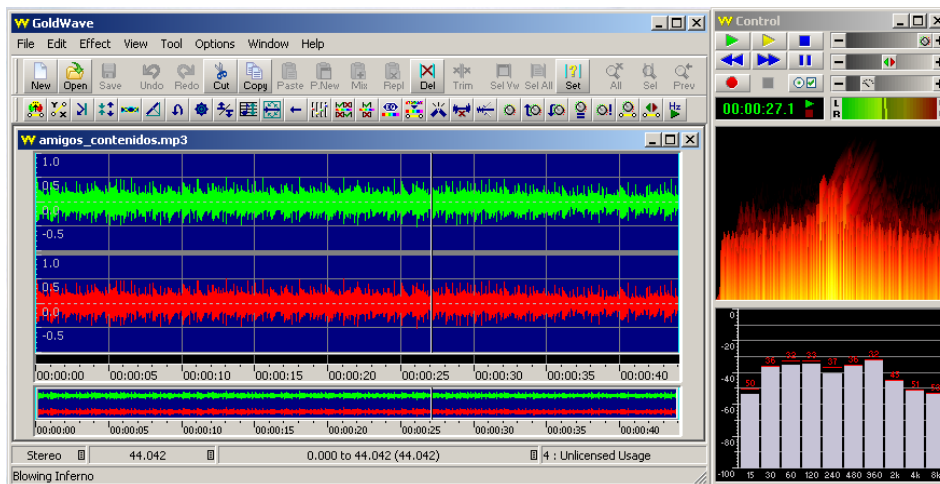 GoldWave
File Edit Effect View Tool Options Window Help
New Open Save Undo Redo Cut Copy Paste P.New Mix Repl Del Trim Sel Vw Sel All Set All Sel Prev
amigos_contenidos.mp3
1.0
0.5
0.0
-0.5
1.0
0.5
0.0
-0.5
00:00:00 00:00:05 00:00:10 00:00:15 00:00:20 00:00:25 00:00:30 00:00:35 00:00:40
00:00:00 00:00:05 00:00:10 00:00:15 00:00:20 00:00:25 00:00:30 00:00:35 00:00:40
Stereo 44.042 0.000 to 44.042 (44.042) 4 : Unlicensed Usage
Blowing Inferno
Control
00:00:27.1
L
R
0
-20
-40
-60
-80
-100
50 36 37 39 51
15 30 60 120 240 480 960 2k 4k 8k